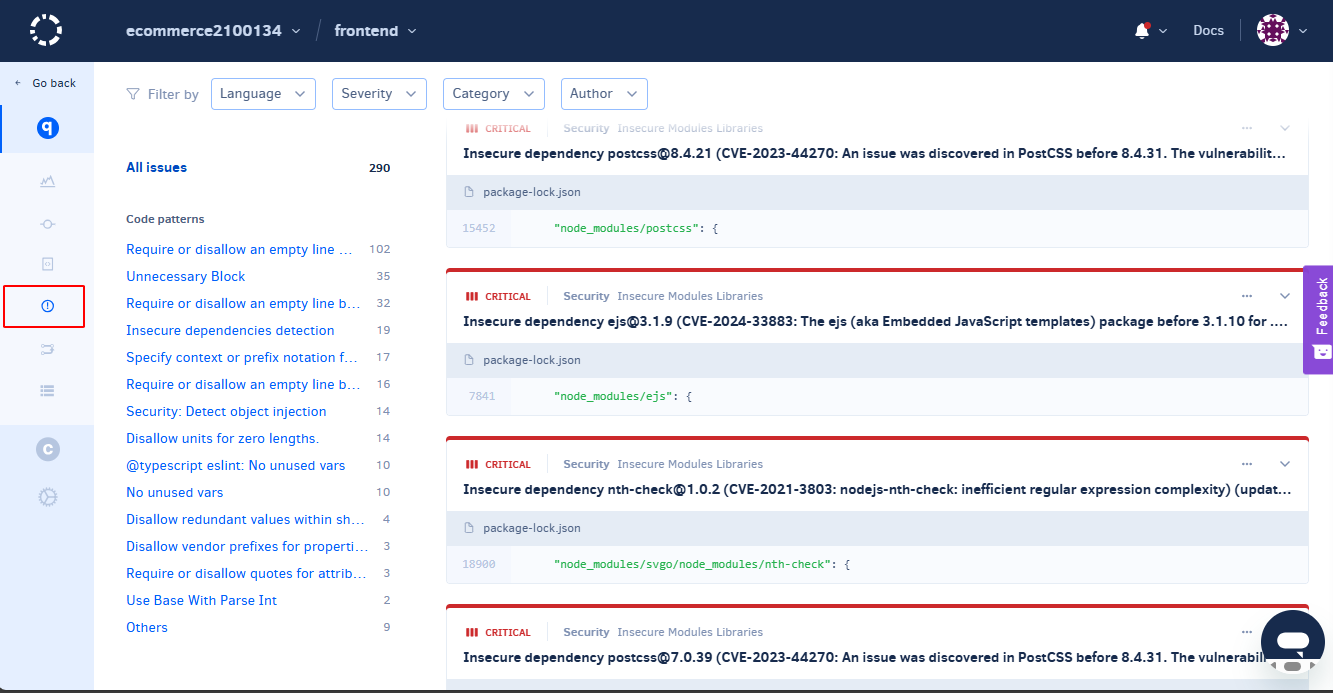 ecommerce2100134 frontend Docs
Go back
Filter by Language Severity Category Author
q
C
All issues 290
Code patterns
Require or disallow an empty line ... 102
Unnecessary Block 35
Require or disallow an empty line b... 32
Insecure dependencies detection 19
Specify context or prefix notation f... 17
Require or disallow an empty line b... 16
Security: Detect object injection 14
Disallow units for zero lengths. 14
@typescript eslint: No unused vars 10
No unused vars 10
Disallow redundant values within sh... 4
Disallow vendor prefixes for properti... 3
Require or disallow quotes for attrib... 3
Use Base With Parse Int 2
Others 9
CRITICAL Security Insecure Modules Libraries
Insecure dependency postcss@8.4.21 (CVE-2023-44270: An issue was discovered in PostCSS before 8.4.31. The vulnerabilit...
package-lock.json
15452 "node_modules/postcss": {
CRITICAL Security Insecure Modules Libraries
Insecure dependency ejs@3.1.9 (CVE-2024-33883: The ejs (aka Embedded JavaScript templates) package before 3.1.10 for ....
package-lock.json
7841 "node_modules/ejs": {
CRITICAL Security Insecure Modules Libraries
Insecure dependency nth-check@1.0.2 (CVE-2021-3803: nodejs-nth-check: inefficient regular expression complexity) (updat...
package-lock.json
18900 "node_modules/svgo/node_modules/nth-check": {
CRITICAL Security Insecure Modules Libraries
Insecure dependency postcss@7.0.39 (CVE-2023-44270: An issue was discovered in PostCSS before 8.4.31. The vulnerabil
Feedback